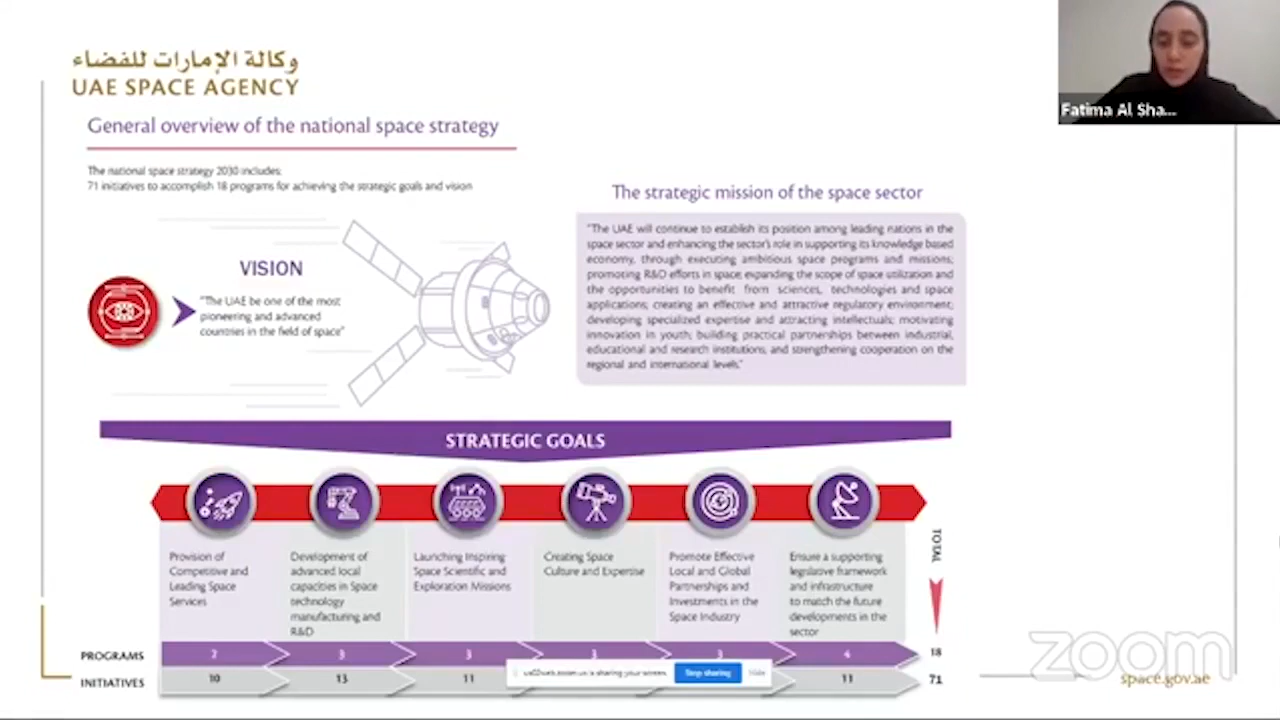 وكالة الإمارات للفضاء
UAE SPACE AGENCY
General overview of the national space strategy
The national space strategy 2030 includes:
71 initiatives to accomplish 18 programs for achieving the strategic goals and vision
VISION
"The UAE be one of the most
pioneering and advanced
countries in the field of space"
The strategic mission of the space sector
"The UAE will continue to establish its position among leading nations in the
space sector and enhancing the sector's role in supporting its knowledge based
economy, through executing ambitious space programs and missions;
promoting R&D efforts in space; expanding the scope of space utilization and
the opportunities to benefit from sciences, technologies and space
applications; creating an effective and attractive regulatory environment;
developing specialized expertise and attracting intellectuals; motivating
innovation in youth; building practical partnerships between industrial,
educational and research institutions; and strengthening cooperation on the
regional and international levels."
STRATEGIC GOALS
Provision of
Competitive and
Leading Space
Services
Development of
advanced local
capacities in Space
technology
manufacturing and
R&D
Launching Inspiring
Space Scientific and
Exploration Missions
Creating Space
Culture and Expertise
Promote Effective
Local and Global
Partnerships and
Investments in the
Space Industry
Ensure a supporting
legislative framework
and infrastructure
to match the future
developments in the
sector
TOTAL
PROGRAMS 2 3 3 3 3 4 18
INITIATIVES 10 13 11 11 71
us02web.zoom.us is sharing your screen. Stop sharing Hide
Fatima Al Sha...
zoom
space.gov.ae